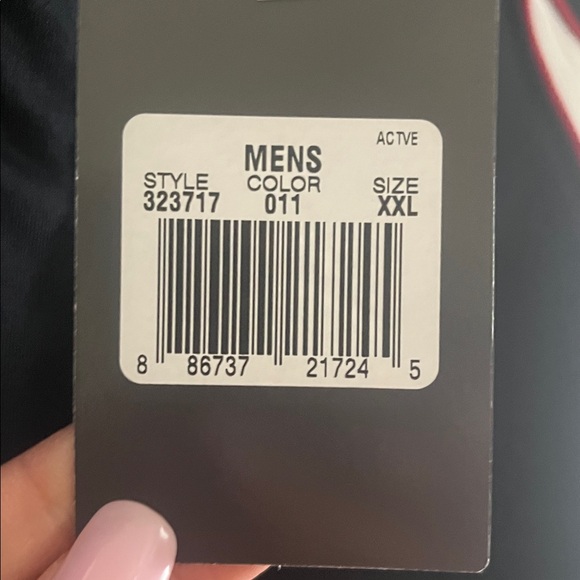 ACTVE
MENS
STYLE COLOR SIZE
323717 011 XXL
8 86737 21724 5